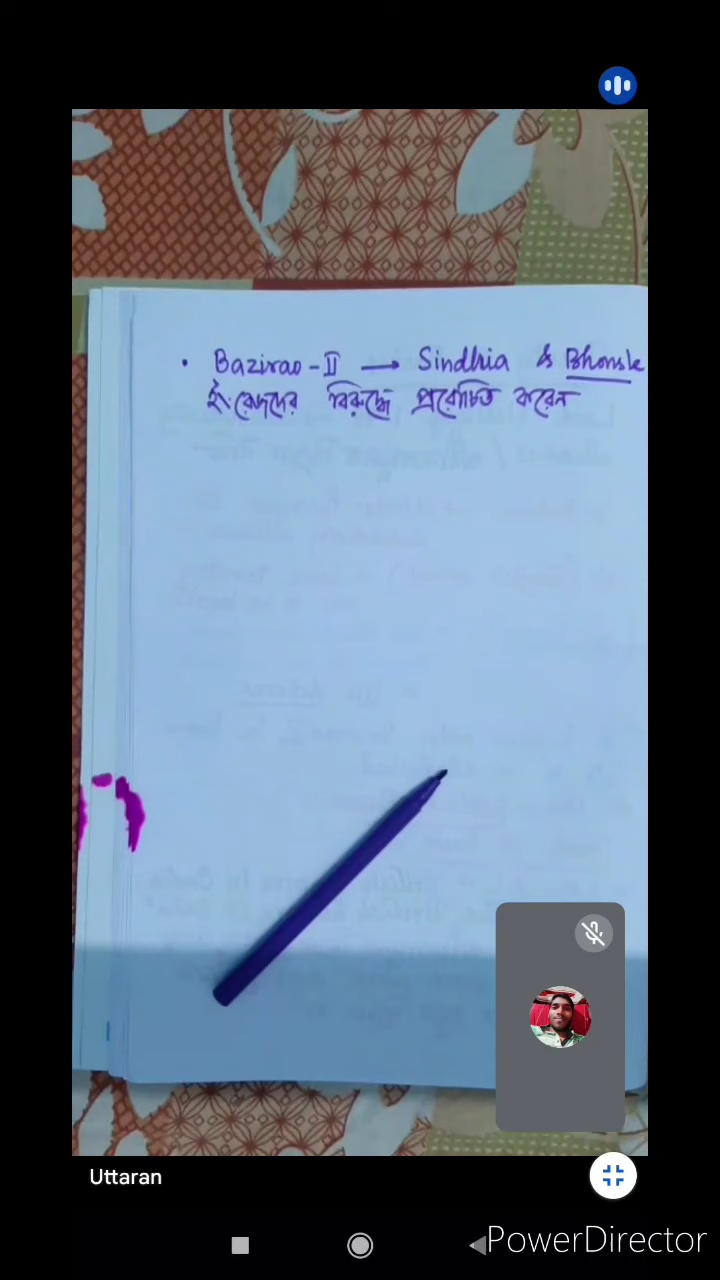 • Bazirao-II → Sindhia & Bhonsle
ইংরেজদের বিরুদ্ধে প্ররোচিত করেন
Uttaran
PowerDirector